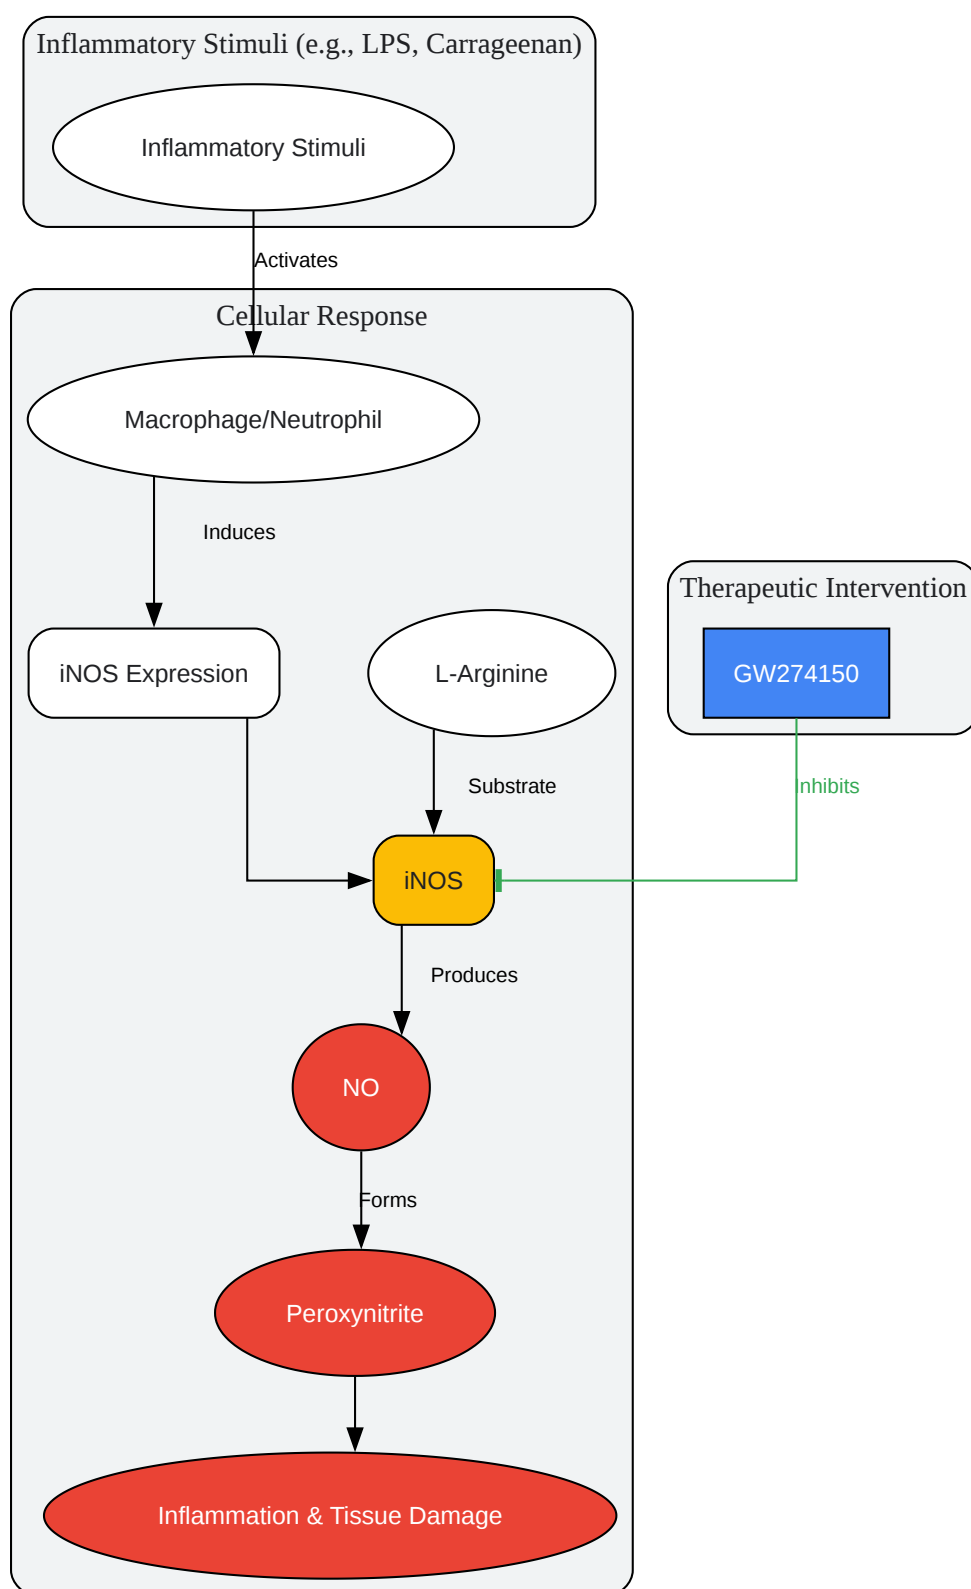 Inflammatory Stimuli (e.g., LPS, Carrageenan)
Inflammatory Stimuli
Activates
Cellular Response
Macrophage/Neutrophil
Induces
Therapeutic Intervention
iNOS Expression
L-Arginine
GW274150
Substrate
Inhibits
iNOS
Produces
NO
Forms
Peroxynitrite
Inflammation & Tissue Damage